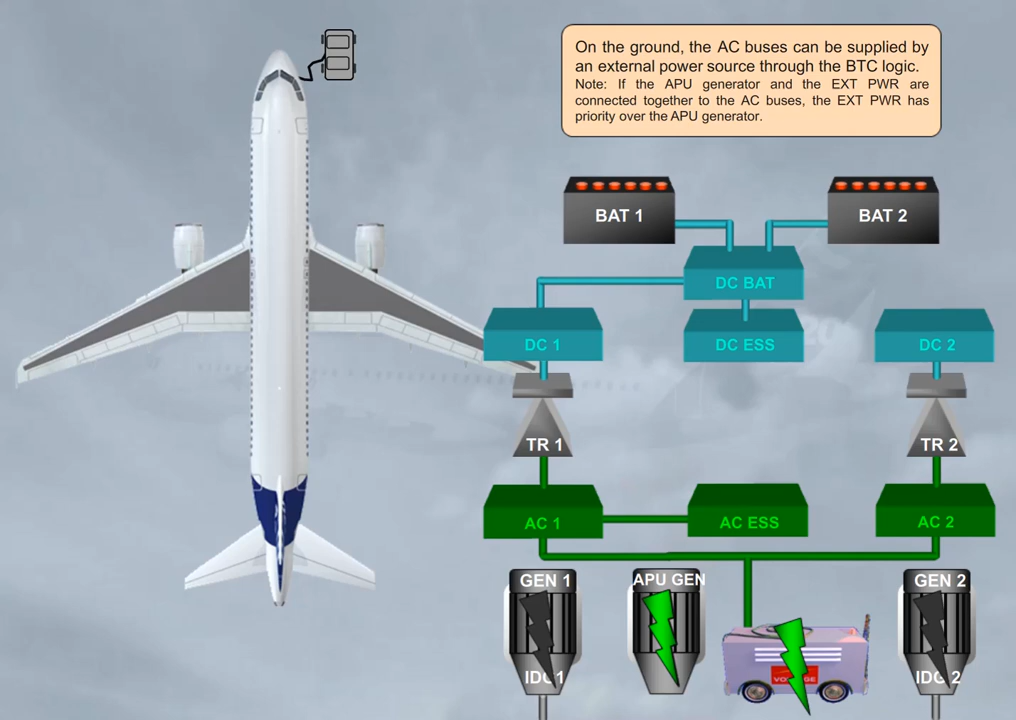 On the ground, the AC buses can be supplied by
an external power source through the BTC logic.
Note: If the APU generator and the EXT PWR are
connected together to the AC buses, the EXT PWR has
priority over the APU generator.
BAT 1
BAT 2
DC BAT
DC 1
DC ESS
DC 2
TR 1
TR 2
AC 1
AC ESS
AC 2
GEN 1
APU GEN
GEN 2
IDG 1
IDG 2